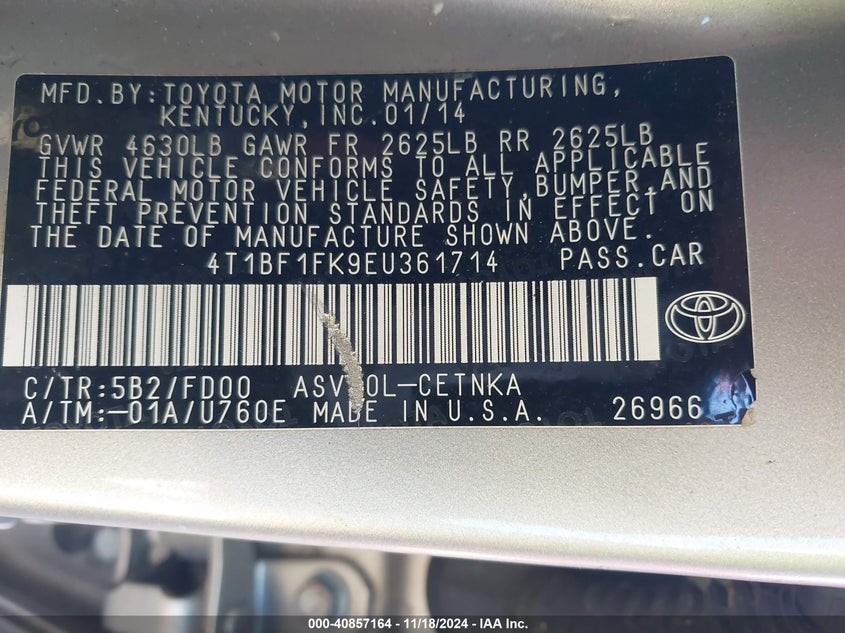 MFD.BY:TOYOTA MOTOR MANUFACTURING,
KENTUCKY,INC.01/14
GVWR 4630LB GAWR FR 2625LB RR 2625LB
THIS VEHICLE CONFORMS TO ALL APPLICABLE
FEDERAL MOTOR VEHICLE SAFETY,BUMPER,AND
THEFT PREVENTION STANDARDS IN EFFECT ON
THE DATE OF MANUFACTURE SHOWN ABOVE.
4T1BF1FK9EU361714 PASS.CAR
C/TR:5B2/FD00
A/TM:-01A/U760E MADE IN U.S.A. 26966
000-40857164 - 11/18/2024 - IAA Inc.